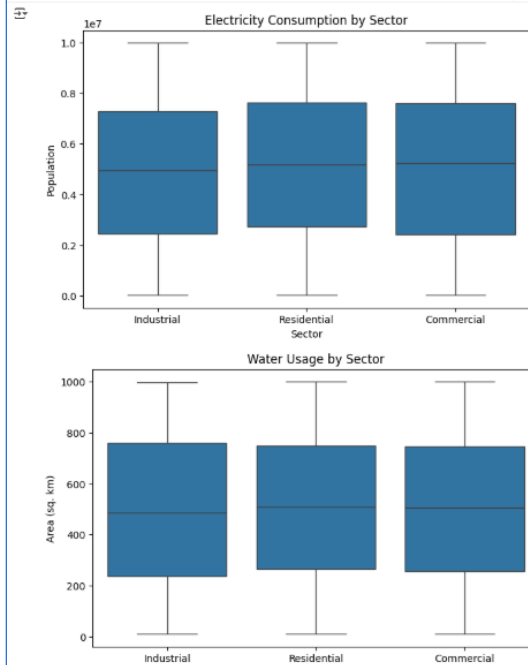 1e7
Electricity Consumption by Sector
1.0
0.8
0.6
0.4
0.2
0.0
Population
Industrial
Residential
Commercial
Sector
Water Usage by Sector
1000
800
600
400
200
0
Area (sq. km)
Industrial
Residential
Commercial